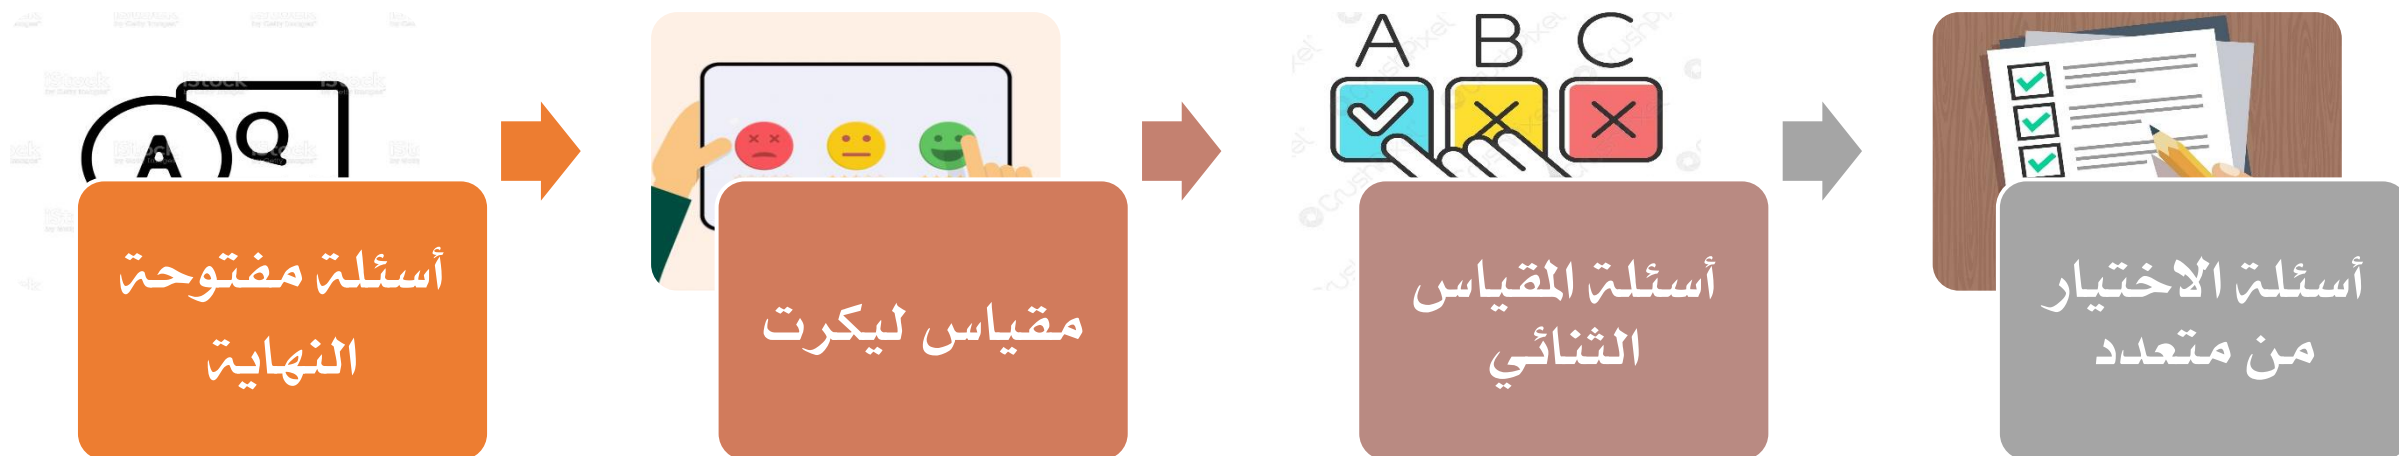 أسئلة مفتوحة
النهاية
مقياس ليكرت
أسئلة المقياس
الثنائي
أسئلة الاختيار
من متعدد
A
Q
A B C